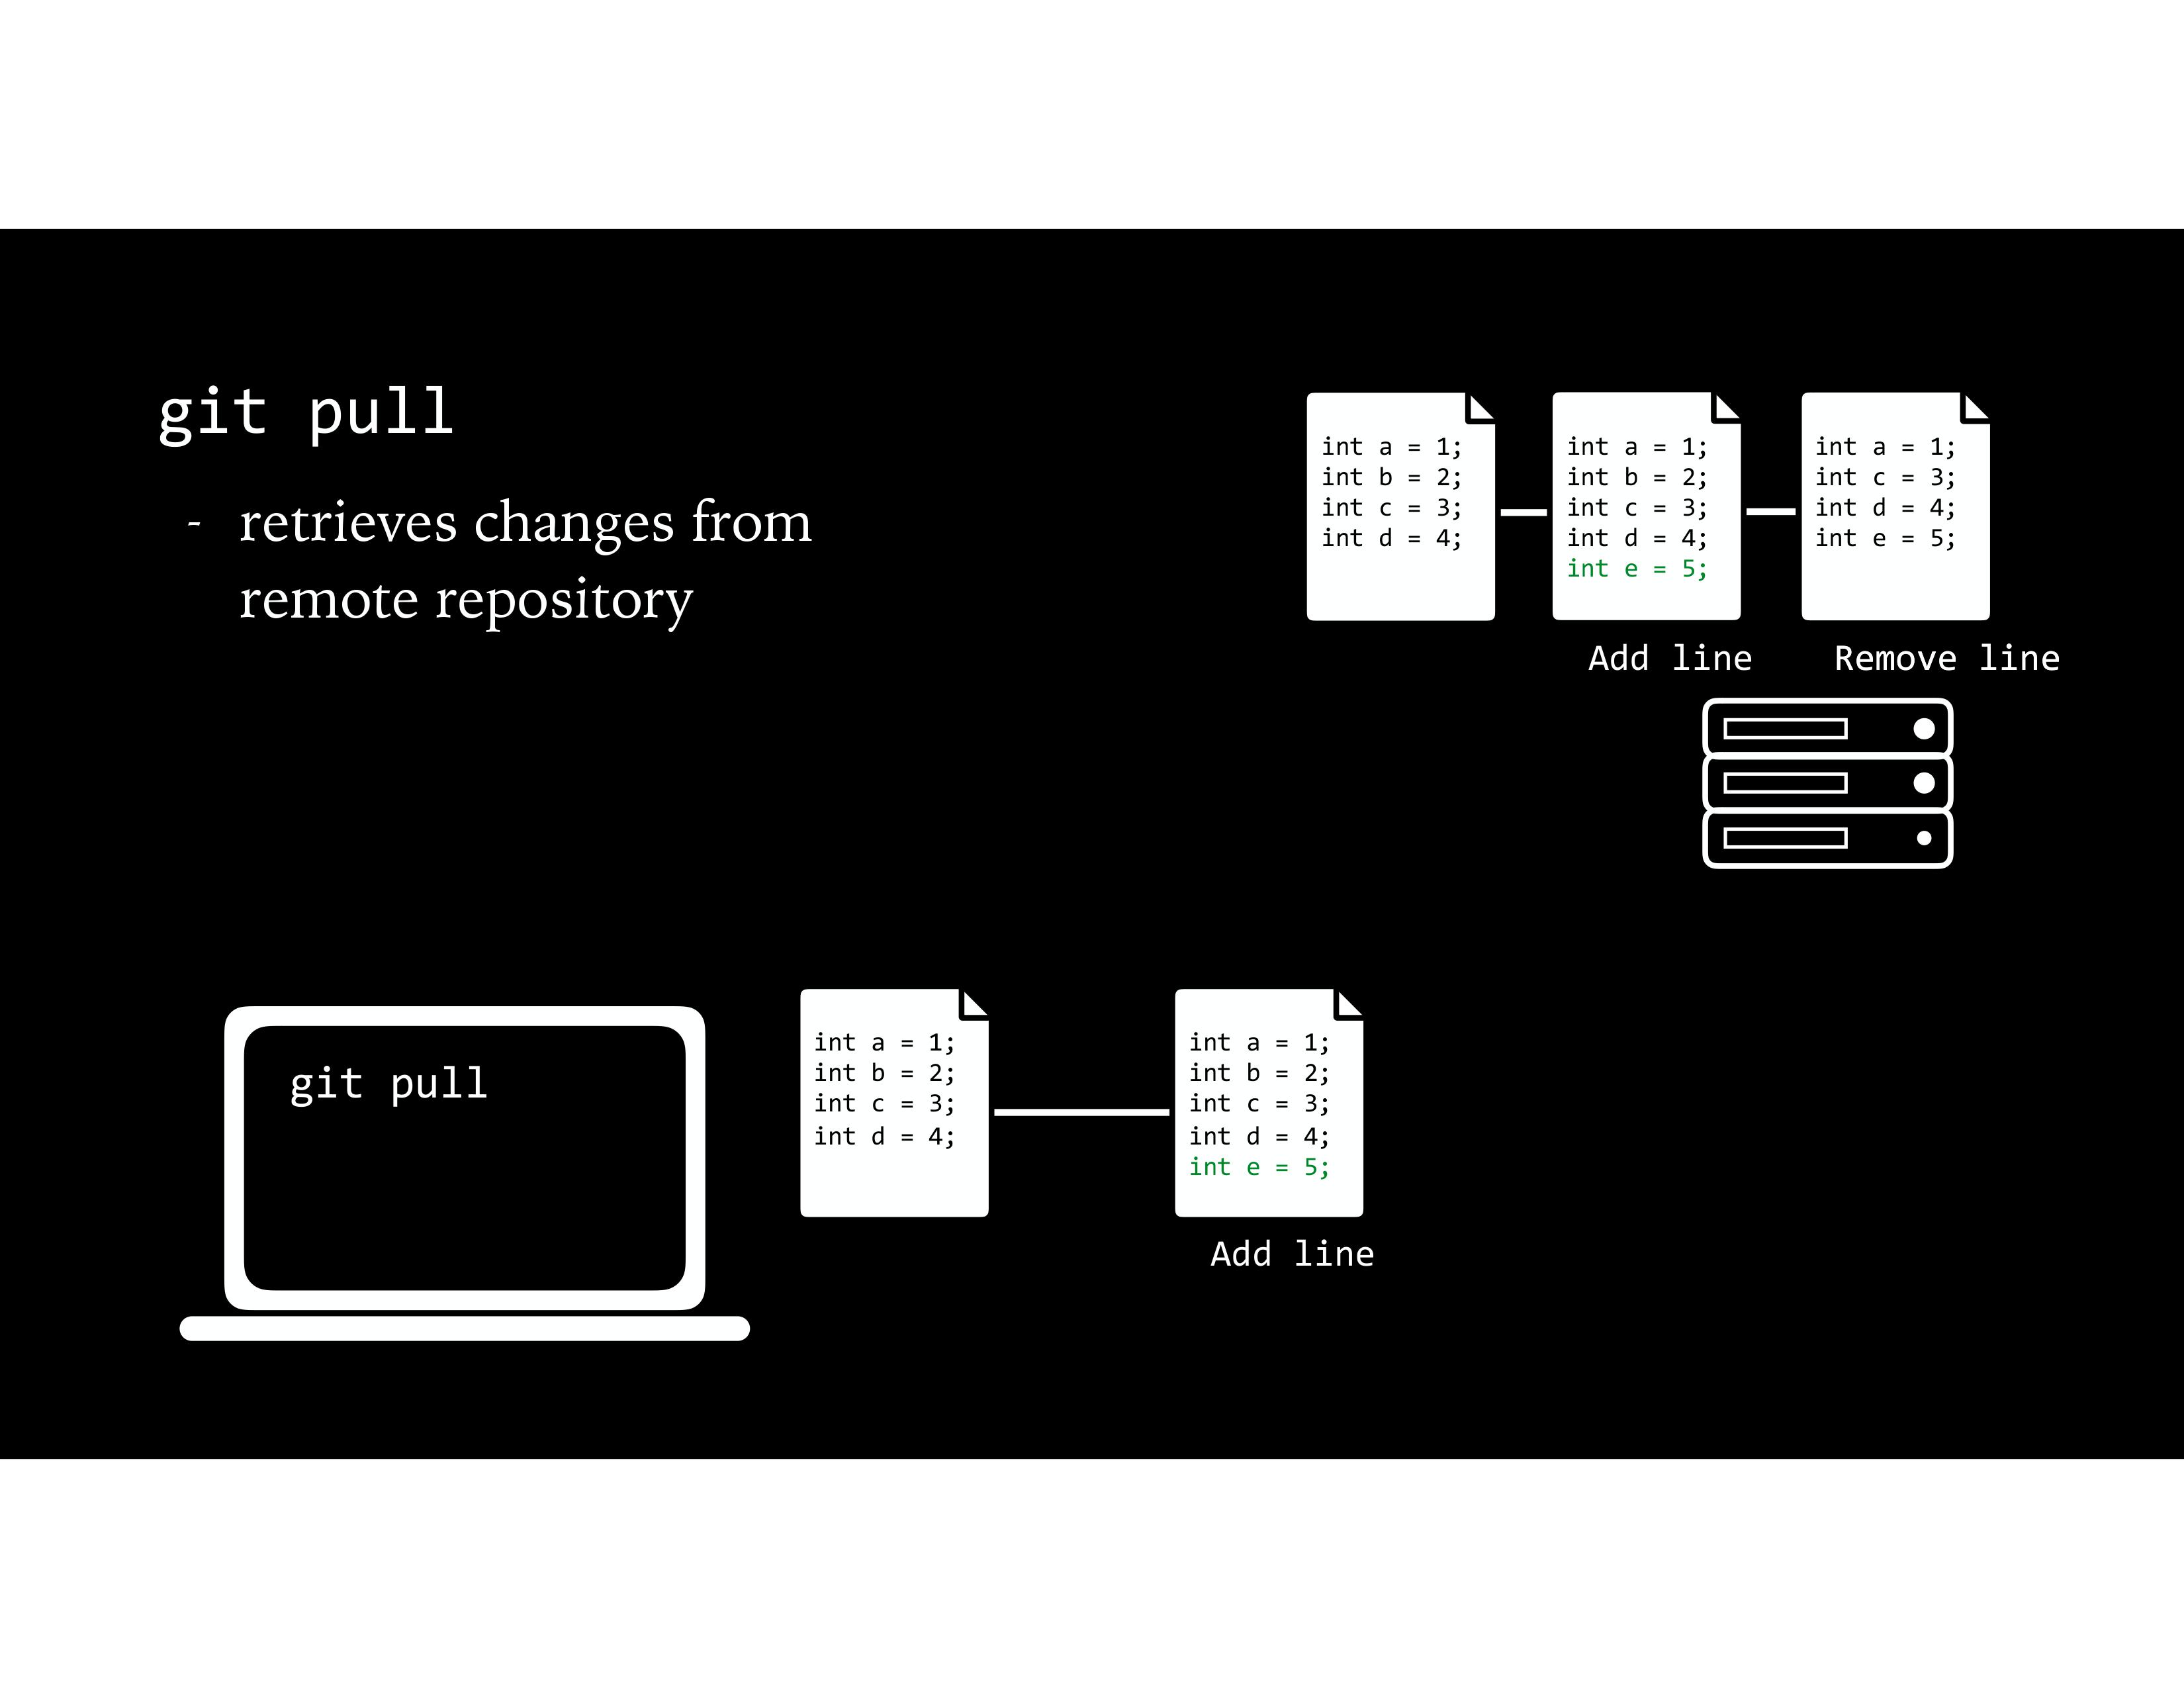 git pull
- retrieves changes from
remote repository
int a = 1;
int b = 2;
int c = 3;
int d = 4;
int a = 1;
int b = 2;
int c = 3;
int d = 4;
int e = 5;
Add line
int a = 1;
int c = 3;
int d = 4;
int e = 5;
Remove line
git pull
int a = 1;
int b = 2;
int c = 3;
int d = 4;
int a = 1;
int b = 2;
int c = 3;
int d = 4;
int e = 5;
Add line